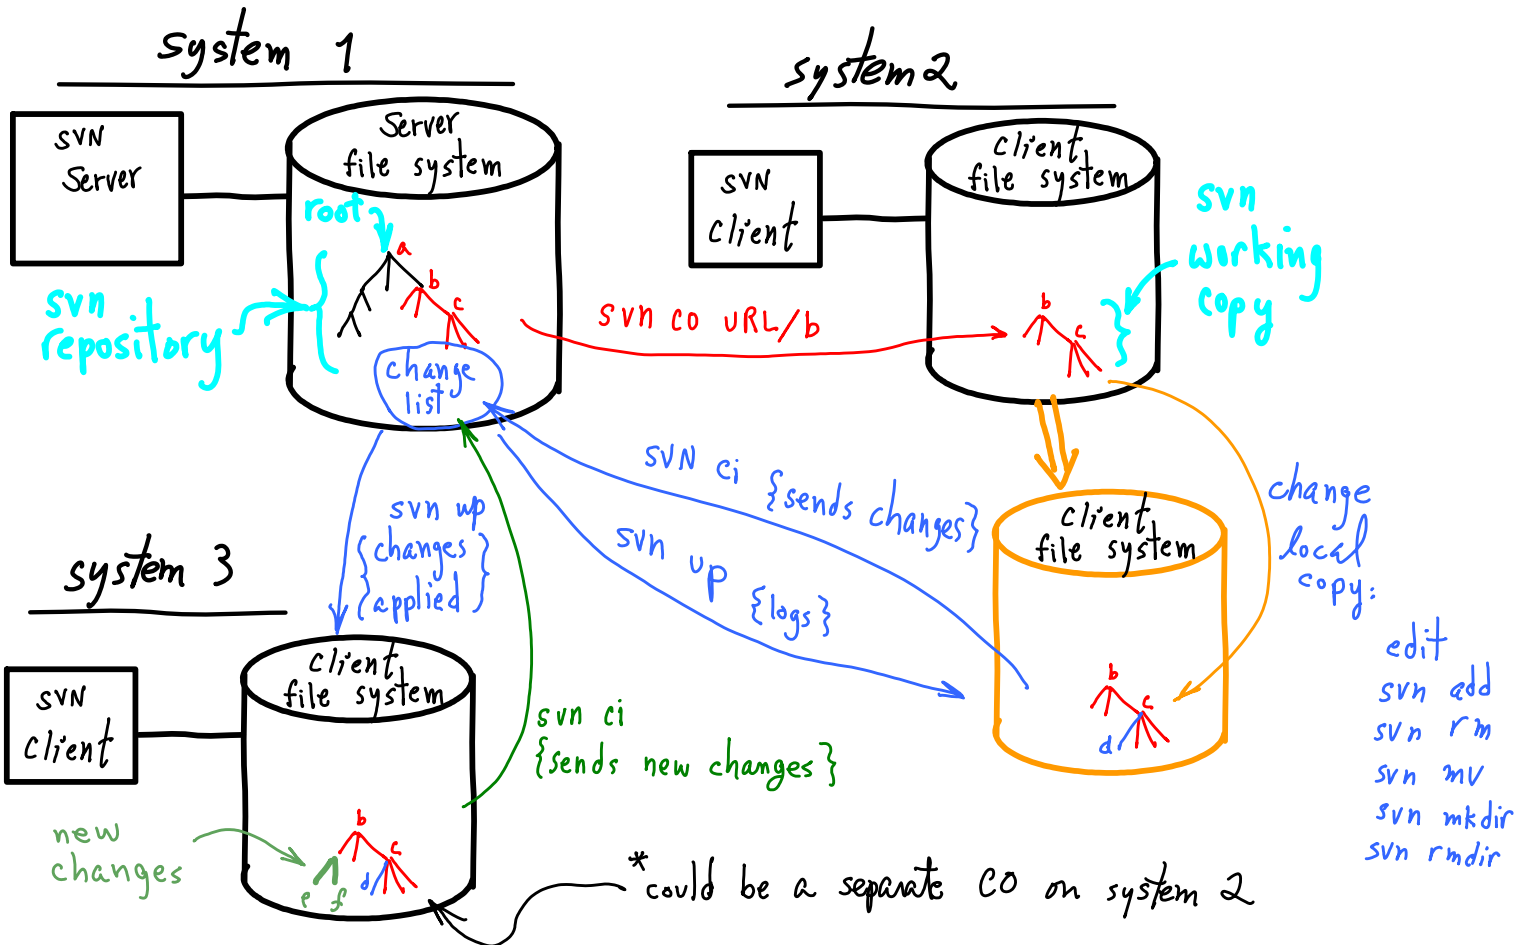 system 1
SVN
Server
Server
file system
root
a
b
c
svn
repository
change
list
svn co URL/b
system 2
SVN
client
client
file system
svn
working
copy
b
c
SVN ci {sends changes}
svn up {logs}
client
file system
b
c
d
change
local
copy:
edit
svn add
svn rm
svn mv
svn mkdir
svn rmdir
svn up
{changes
applied}
system 3
SVN
client
client
file system
b
c
d
e f
new
changes
svn ci
{sends new changes}
*could be a separate CO on system 2